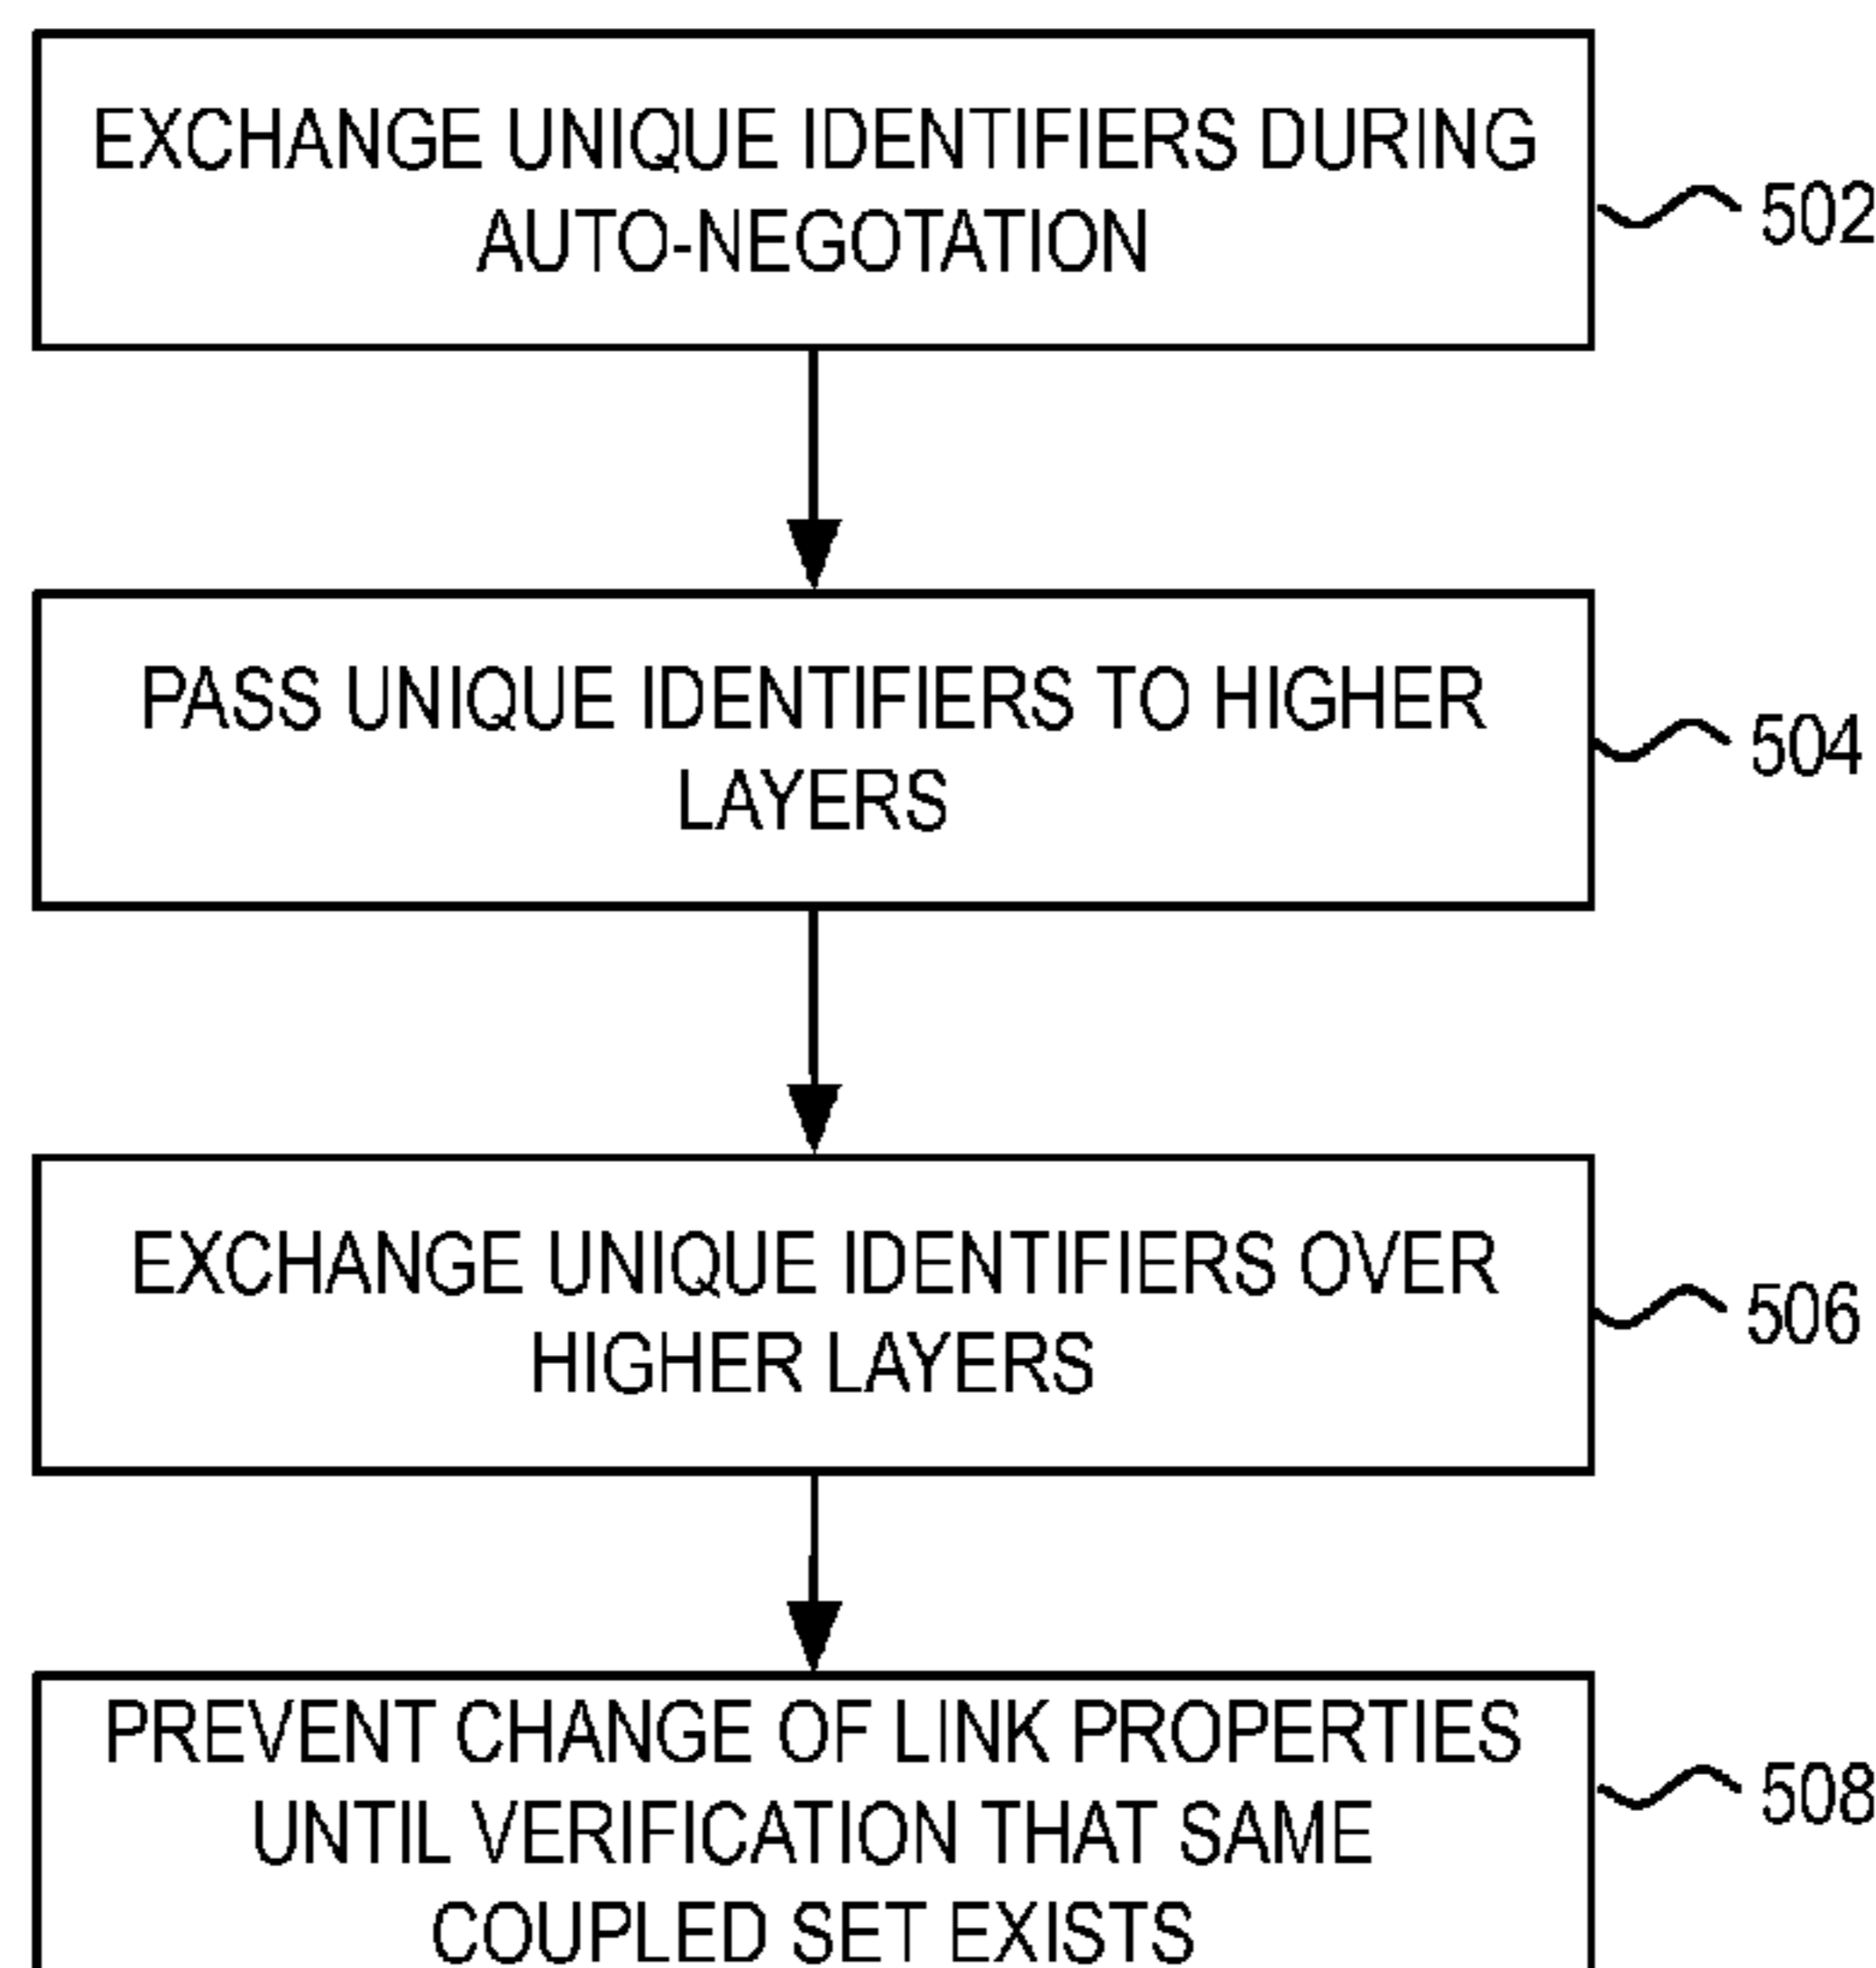 EXCHANGE UNIQUE IDENTIFIERS DURING
AUTO-NEGOTATION
502
PASS UNIQUE IDENTIFIERS TO HIGHER
LAYERS
504
EXCHANGE UNIQUE IDENTIFIERS OVER
HIGHER LAYERS
506
PREVENT CHANGE OF LINK PROPERTIES
UNTIL VERIFICATION THAT SAME
COUPLED SET EXISTS
508